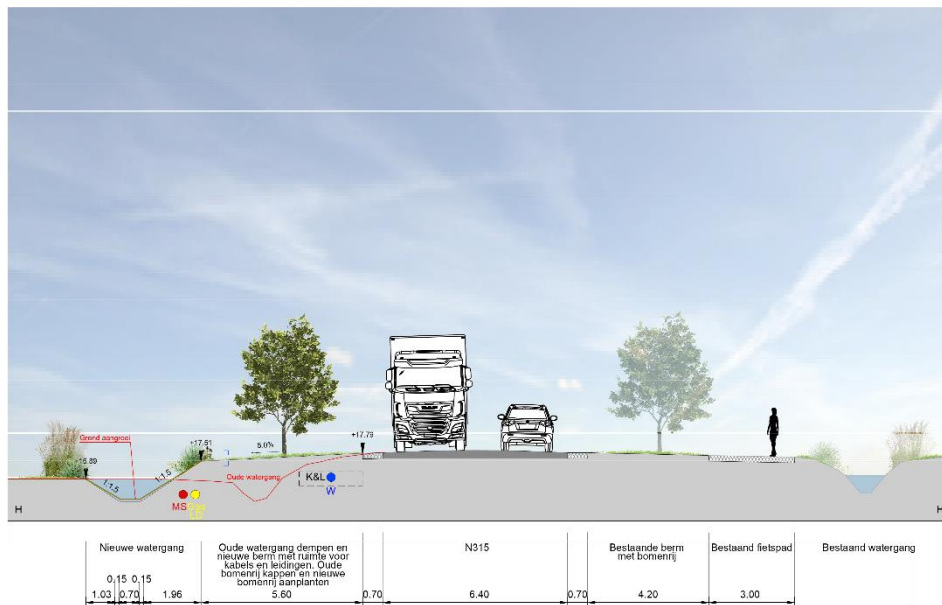 Grond aangroei
+17.61
5.0%
+17.79
+16.89
1:1.5
1:1.5
Oude watergang
K&L
W
MS
H
H
Nieuwe watergang
Oude watergang dempen en
nieuwe berm met ruimte voor
kabels en leidingen. Oude
bomenrij kappen en nieuwe
bomenrij aanplanten
N315
Bestaande berm
met bomenrij
Bestaand fietspad
Bestaand watergang
0.15 0.15
1.03 0.70 1.96 5.60 0.70 6.40 0.70 4.20 3.00